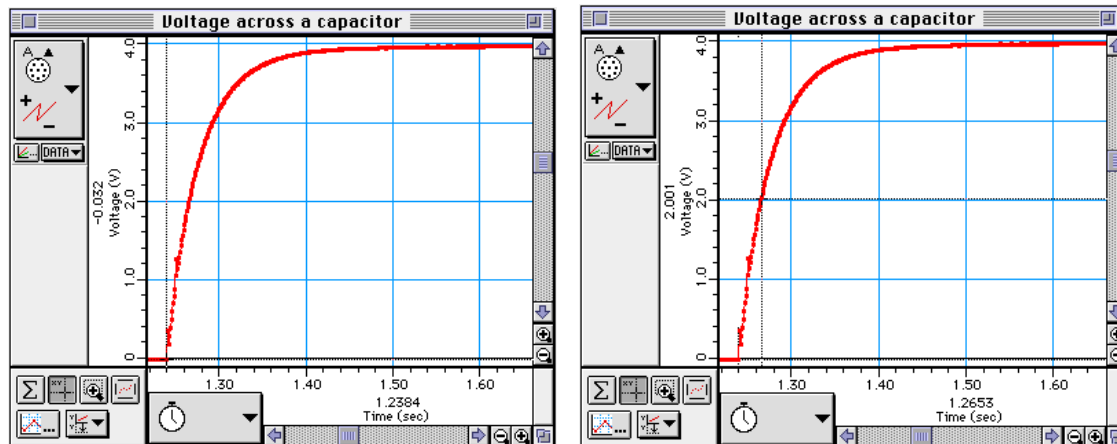 Voltage across a capacitor
A
DATA
-0.032
Voltage (V)
4.0
3.0
2.0
1.0
0
1.30
1.40
1.50
1.60
1.2384
Time (sec)
Σ
XY
...
Voltage across a capacitor
A
DATA
2.001
Voltage (V)
4.0
3.0
2.0
1.0
0
1.30
1.40
1.50
1.60
1.2653
Time (sec)
Σ
XY
...